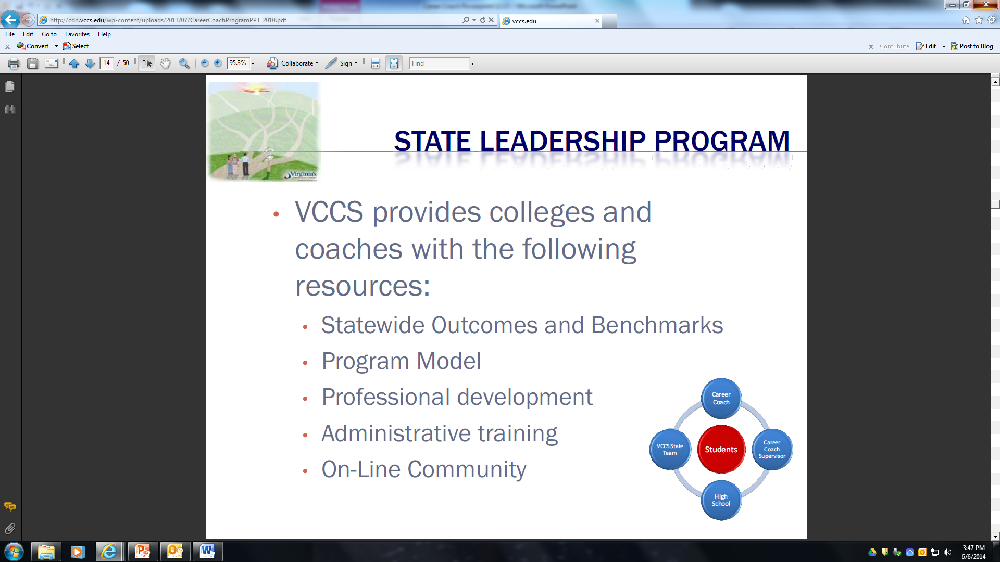 http://cdn.vccs.edu/wp-content/uploads/2013/07/CareerCoachProgramPPT_2010.pdf
vccs.edu
File Edit Go to Favorites Help
Convert Select
Contribute Edit Post to Blog
14 / 50 95.3% Collaborate Sign Find
STATE LEADERSHIP PROGRAM
Virginia's
• VCCS provides colleges and
coaches with the following
resources:
• Statewide Outcomes and Benchmarks
• Program Model
• Professional development
• Administrative training
• On-Line Community
Career
Coach
VCCS State
Team
Students
Career
Coach
Supervisor
High
School
3:47 PM
6/6/2014